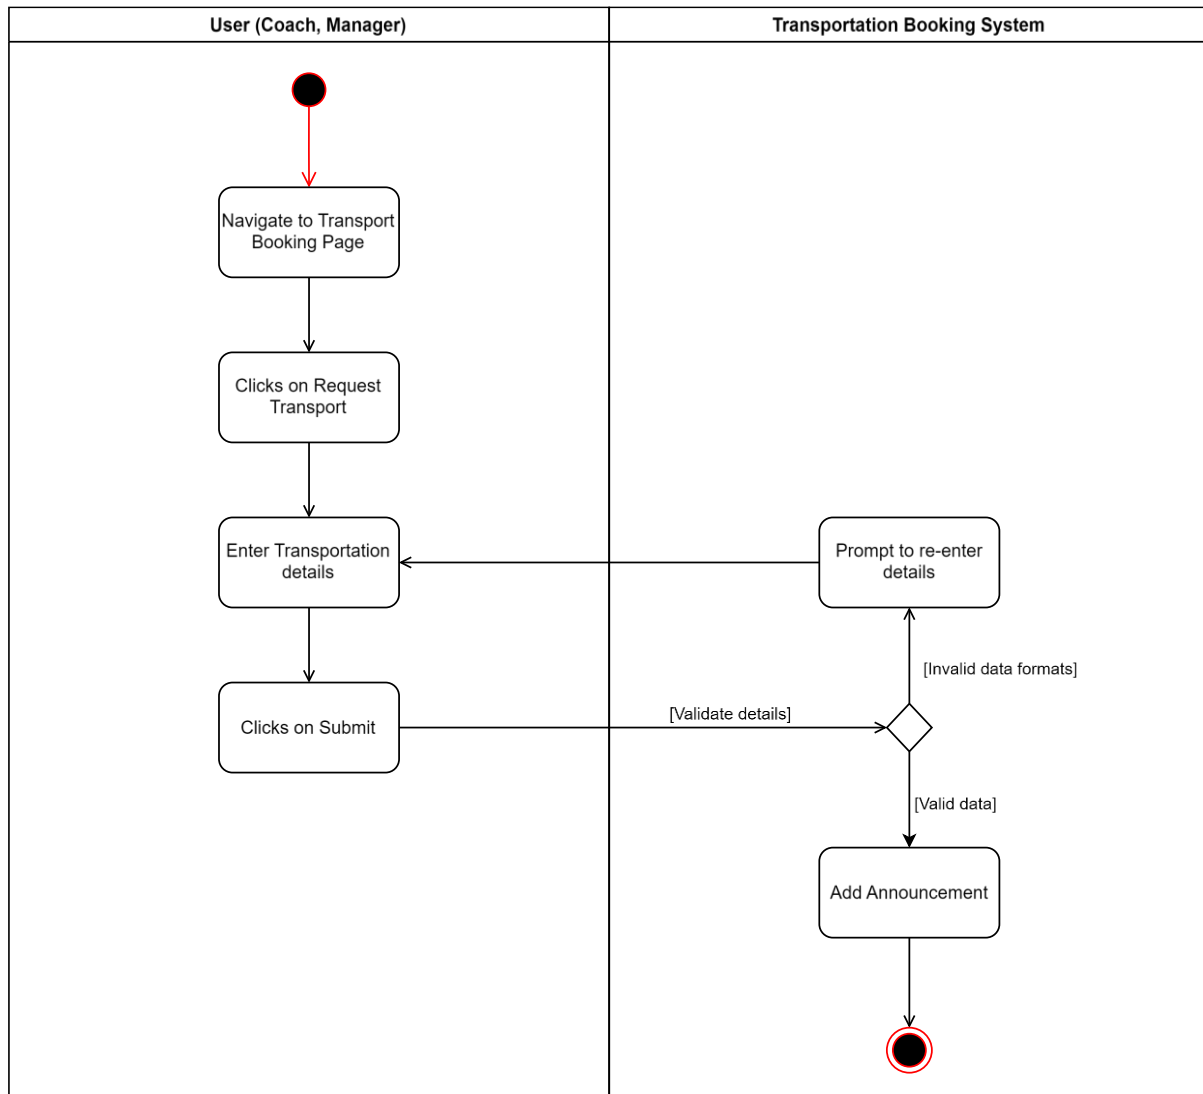 User (Coach, Manager)
Transportation Booking System
Navigate to Transport
Booking Page
Clicks on Request
Transport
Enter Transportation
details
Prompt to re-enter
details
[Invalid data formats]
Clicks on Submit
[Validate details]
[Valid data]
Add Announcement